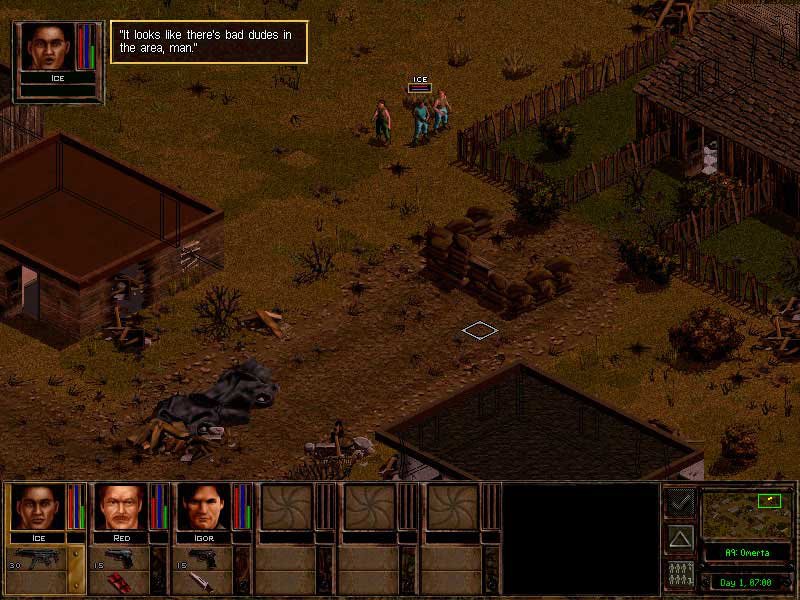 "It looks like there's bad dudes in
the area, man."
ICE
ICE
ICE
RED
IGOR
30
15
15
A9: Omerta
Day 1, 07:00